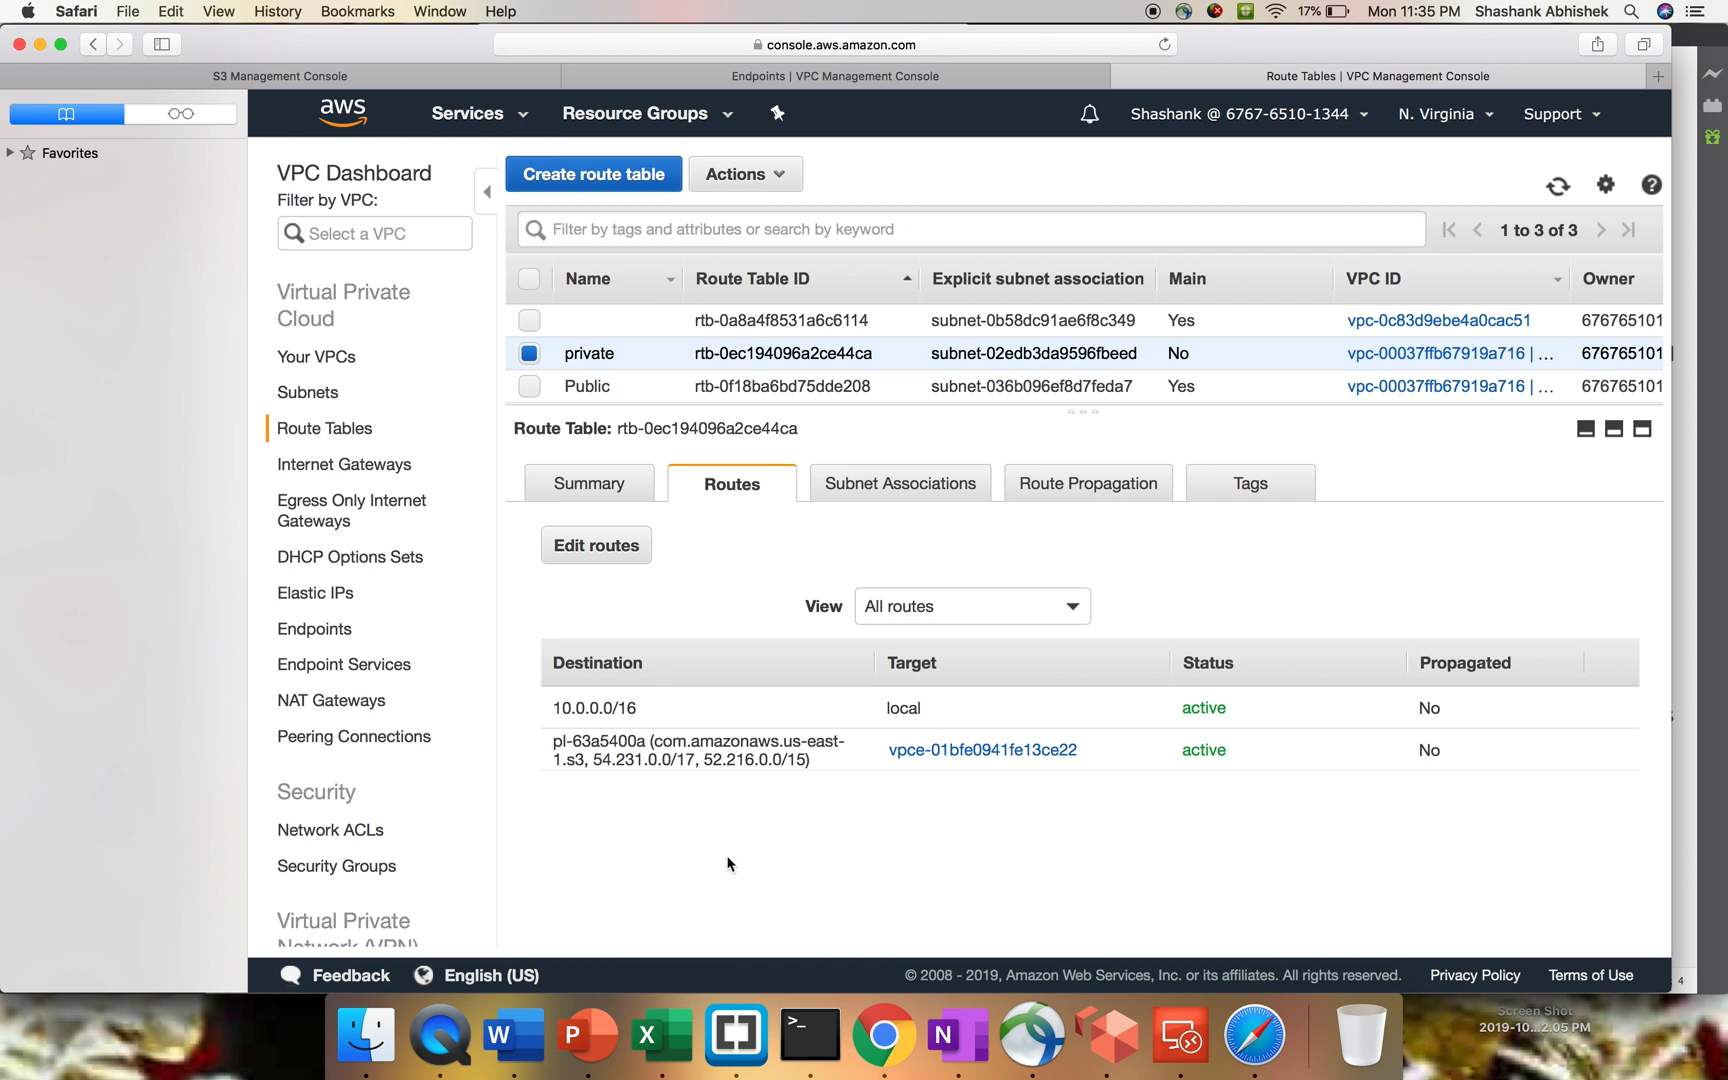 Safari File Edit View History Bookmarks Window Help 17% Mon 11:35 PM Shashank Abhishek
console.aws.amazon.com
S3 Management Console Endpoints | VPC Management Console Route Tables | VPC Management Console
aws Services Resource Groups Shashank @ 6767-6510-1344 N. Virginia Support
Favorites
VPC Dashboard
Filter by VPC:
Select a VPC
Virtual Private
Cloud
Your VPCs
Subnets
Route Tables
Internet Gateways
Egress Only Internet
Gateways
DHCP Options Sets
Elastic IPs
Endpoints
Endpoint Services
NAT Gateways
Peering Connections
Security
Network ACLs
Security Groups
Virtual Private
Network (VPN)
Create route table Actions
Filter by tags and attributes or search by keyword 1 to 3 of 3
Name Route Table ID Explicit subnet association Main VPC ID Owner
rtb-0a8a4f8531a6c6114 subnet-0b58dc91ae6f8c349 Yes vpc-0c83d9ebe4a0cac51 676765101
private rtb-0ec194096a2ce44ca subnet-02edb3da9596fbeed No vpc-00037ffb67919a716 | ... 676765101
Public rtb-0f18ba6bd75dde208 subnet-036b096ef8d7feda7 Yes vpc-00037ffb67919a716 | ... 676765101
Route Table: rtb-0ec194096a2ce44ca
Summary Routes Subnet Associations Route Propagation Tags
Edit routes
View All routes
Destination Target Status Propagated
10.0.0.0/16 local active No
pl-63a5400a (com.amazonaws.us-east-
1.s3, 54.231.0.0/17, 52.216.0.0/15) vpce-01bfe0941fe13ce22 active No
Feedback English (US) © 2008 - 2019, Amazon Web Services, Inc. or its affiliates. All rights reserved. Privacy Policy Terms of Use
4
W P X >_ N
Screen Shot
2019-10...2.05 PM